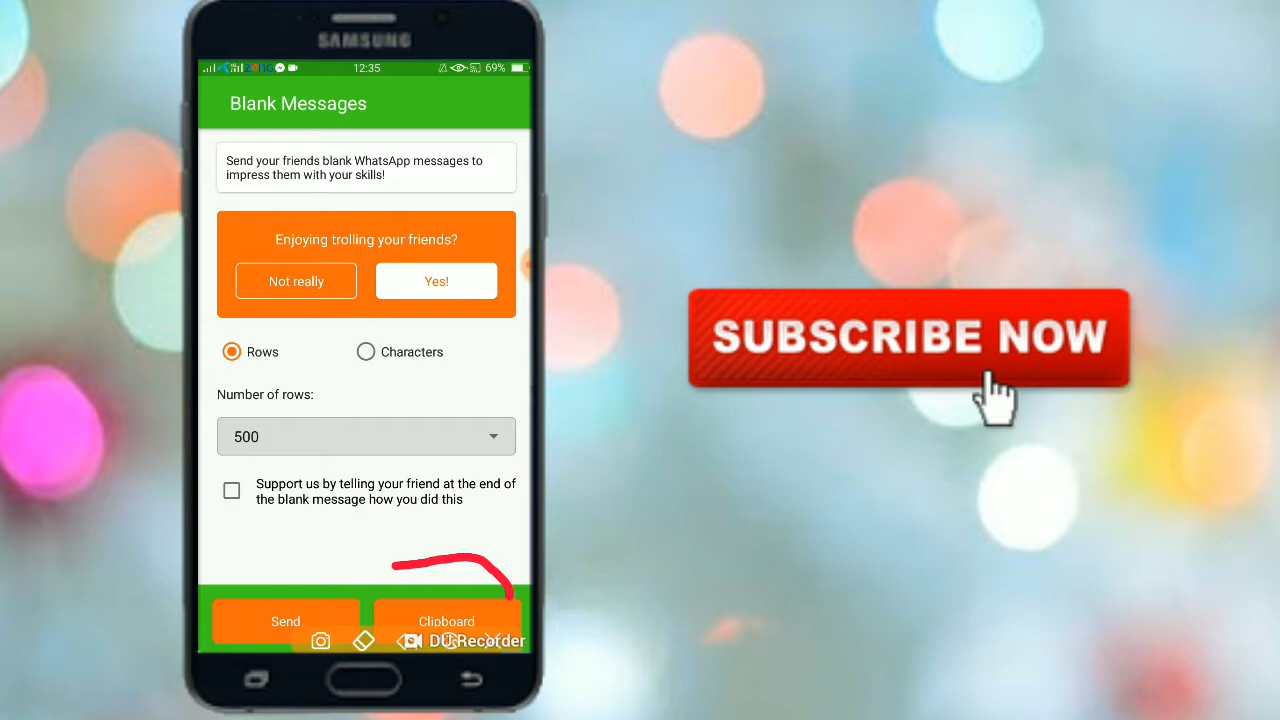 SAMSUNG
12:35
69%
Blank Messages
Send your friends blank WhatsApp messages to
impress them with your skills!
Enjoying trolling your friends?
Not really
Yes!
Rows
Characters
Number of rows:
500
Support us by telling your friend at the end of
the blank message how you did this
Send
Clipboard
DU Recorder
SUBSCRIBE NOW